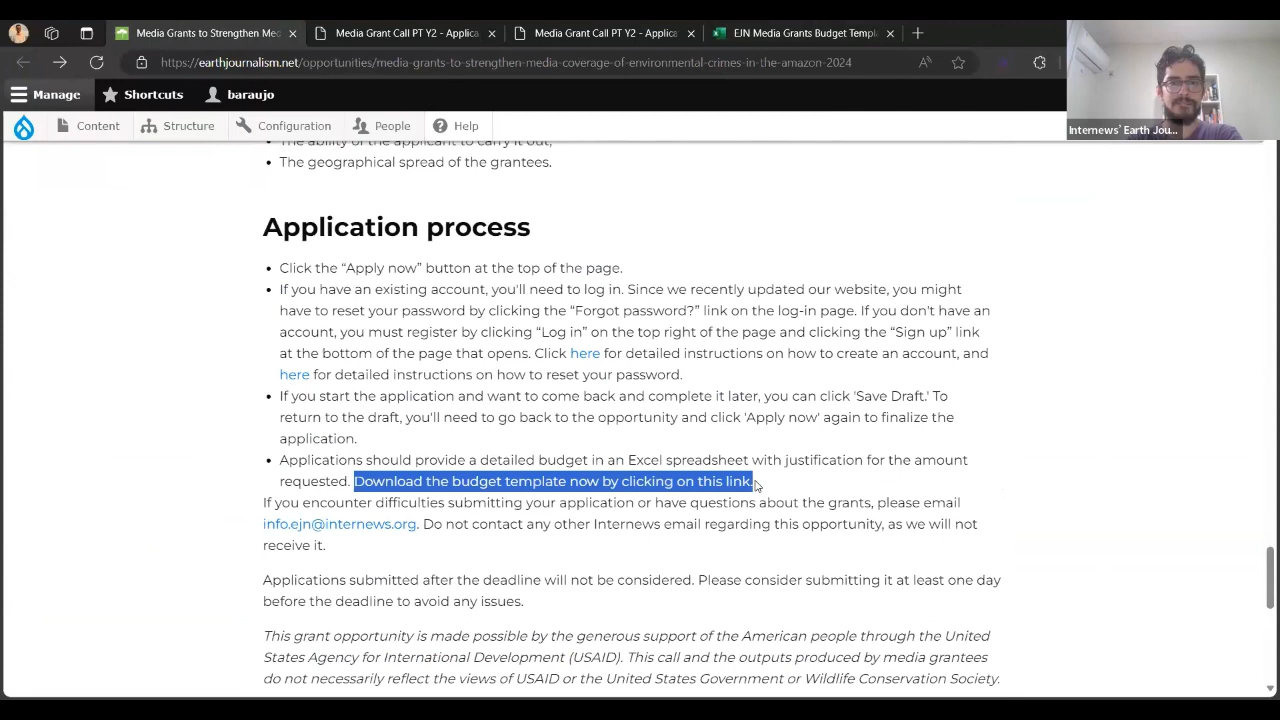 Media Grants to Strengthen Med
Media Grant Call PT Y2 - Applica
Media Grant Call PT Y2 - Applica
EJN Media Grants Budget Templ
https://earthjournalism.net/opportunities/media-grants-to-strengthen-media-coverage-of-environmental-crimes-in-the-amazon-2024
Manage
Shortcuts
baraujo
Internews' Earth Jou...
Content
Structure
Configuration
People
Help
• The ability of the applicant to carry it out;
• The geographical spread of the grantees.
Application process
• Click the “Apply now” button at the top of the page.
• If you have an existing account, you'll need to log in. Since we recently updated our website, you might
have to reset your password by clicking the “Forgot password?” link on the log-in page. If you don't have an
account, you must register by clicking “Log in” on the top right of the page and clicking the “Sign up” link
at the bottom of the page that opens. Click here for detailed instructions on how to create an account, and
here for detailed instructions on how to reset your password.
• If you start the application and want to come back and complete it later, you can click 'Save Draft.' To
return to the draft, you'll need to go back to the opportunity and click 'Apply now' again to finalize the
application.
• Applications should provide a detailed budget in an Excel spreadsheet with justification for the amount
requested. Download the budget template now by clicking on this link.
If you encounter difficulties submitting your application or have questions about the grants, please email
info.ejn@internews.org. Do not contact any other Internews email regarding this opportunity, as we will not
receive it.
Applications submitted after the deadline will not be considered. Please consider submitting it at least one day
before the deadline to avoid any issues.
This grant opportunity is made possible by the generous support of the American people through the United
States Agency for International Development (USAID). This call and the outputs produced by media grantees
do not necessarily reflect the views of USAID or the United States Government or Wildlife Conservation Society.